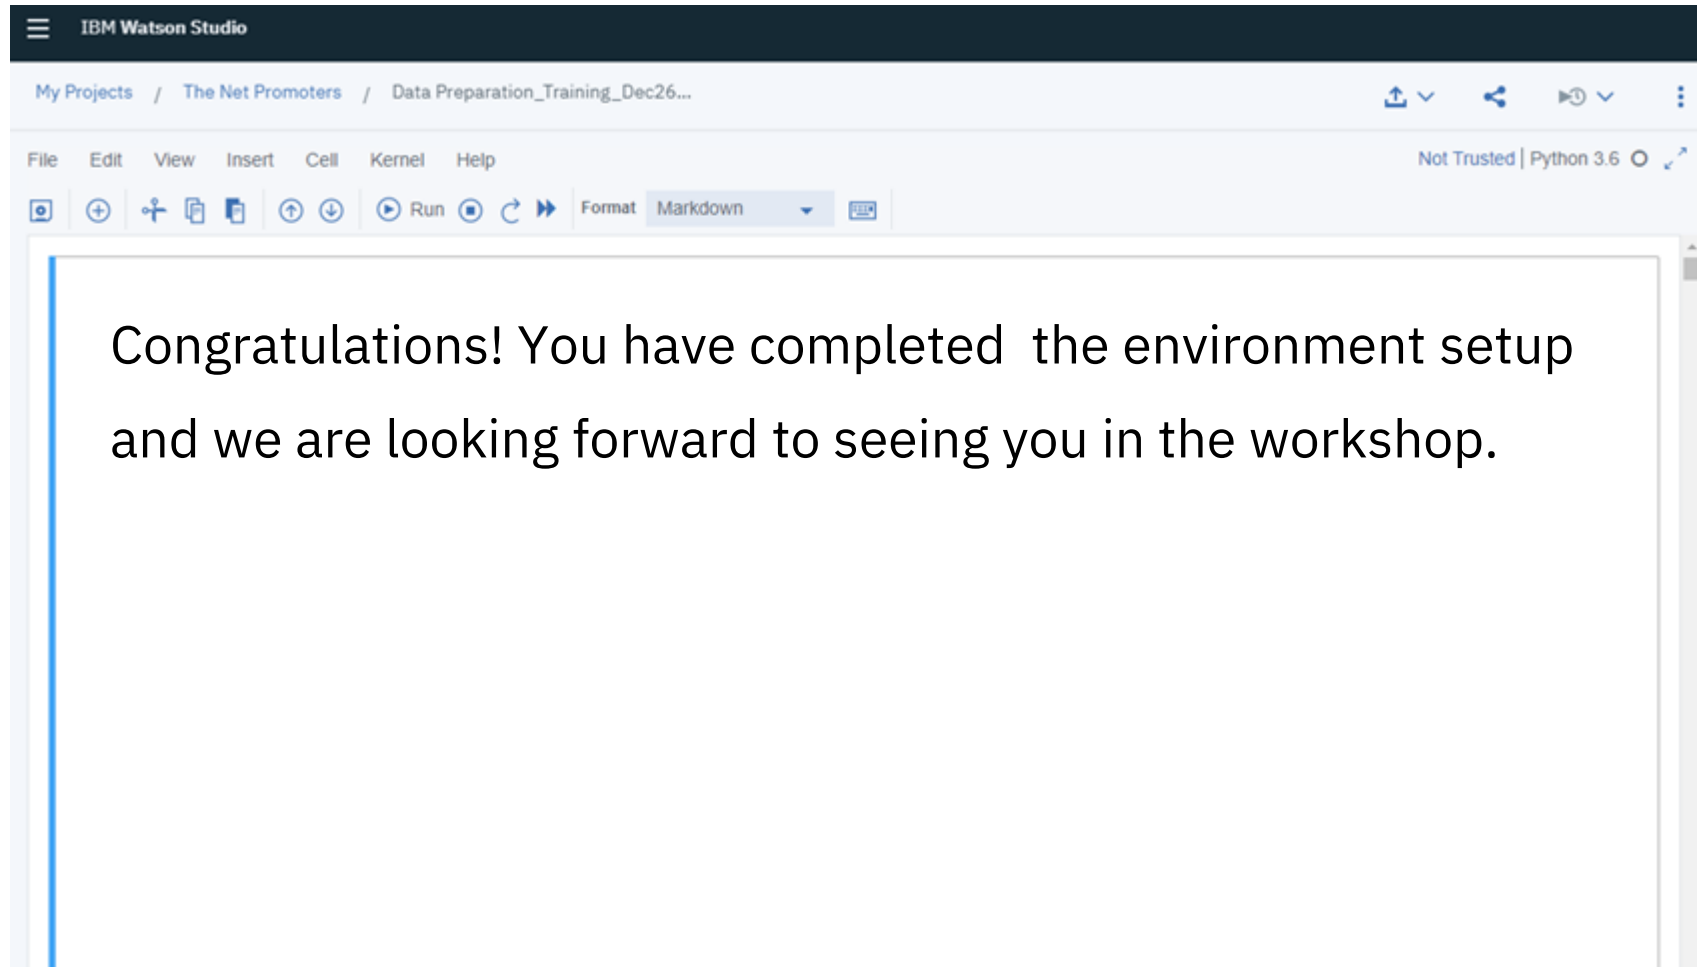 IBM Watson Studio
My Projects / The Net Promoters / Data Preparation_Training_Dec26...
File Edit View Insert Cell Kernel Help Not Trusted | Python 3.6
Run Format Markdown
Congratulations! You have completed  the environment setup
and we are looking forward to seeing you in the workshop.